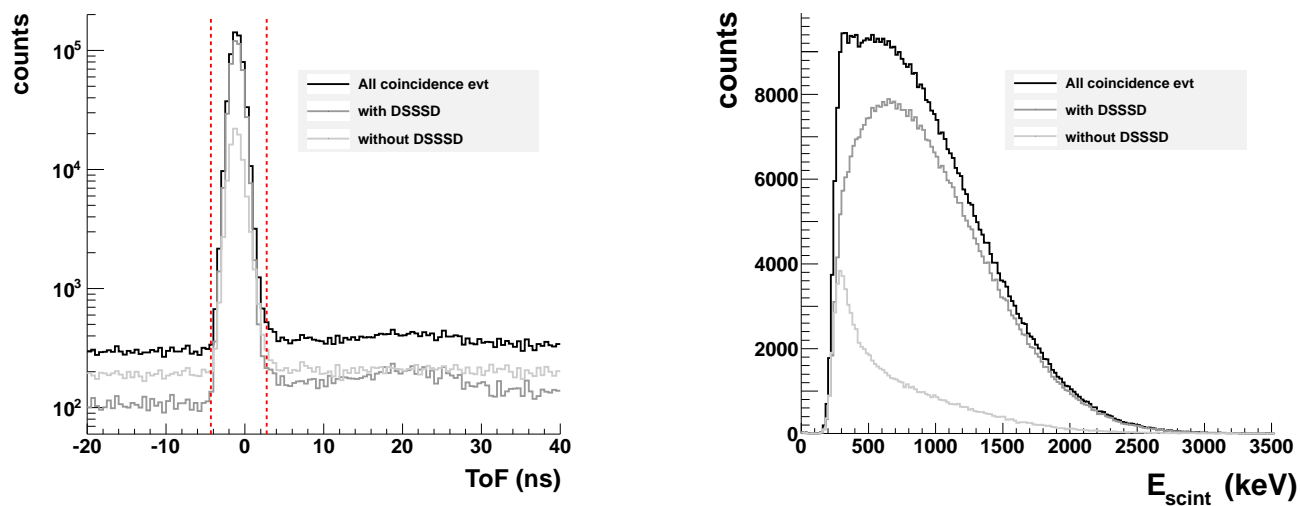 counts
10^5
10^4
10^3
10^2
All coincidence evt
with DSSSD
without DSSSD
-20 -10 0 10 20 30 40
ToF (ns)
counts
8000
6000
4000
2000
0
All coincidence evt
with DSSSD
without DSSSD
0 500 1000 1500 2000 2500 3000 3500
E_scint (keV)